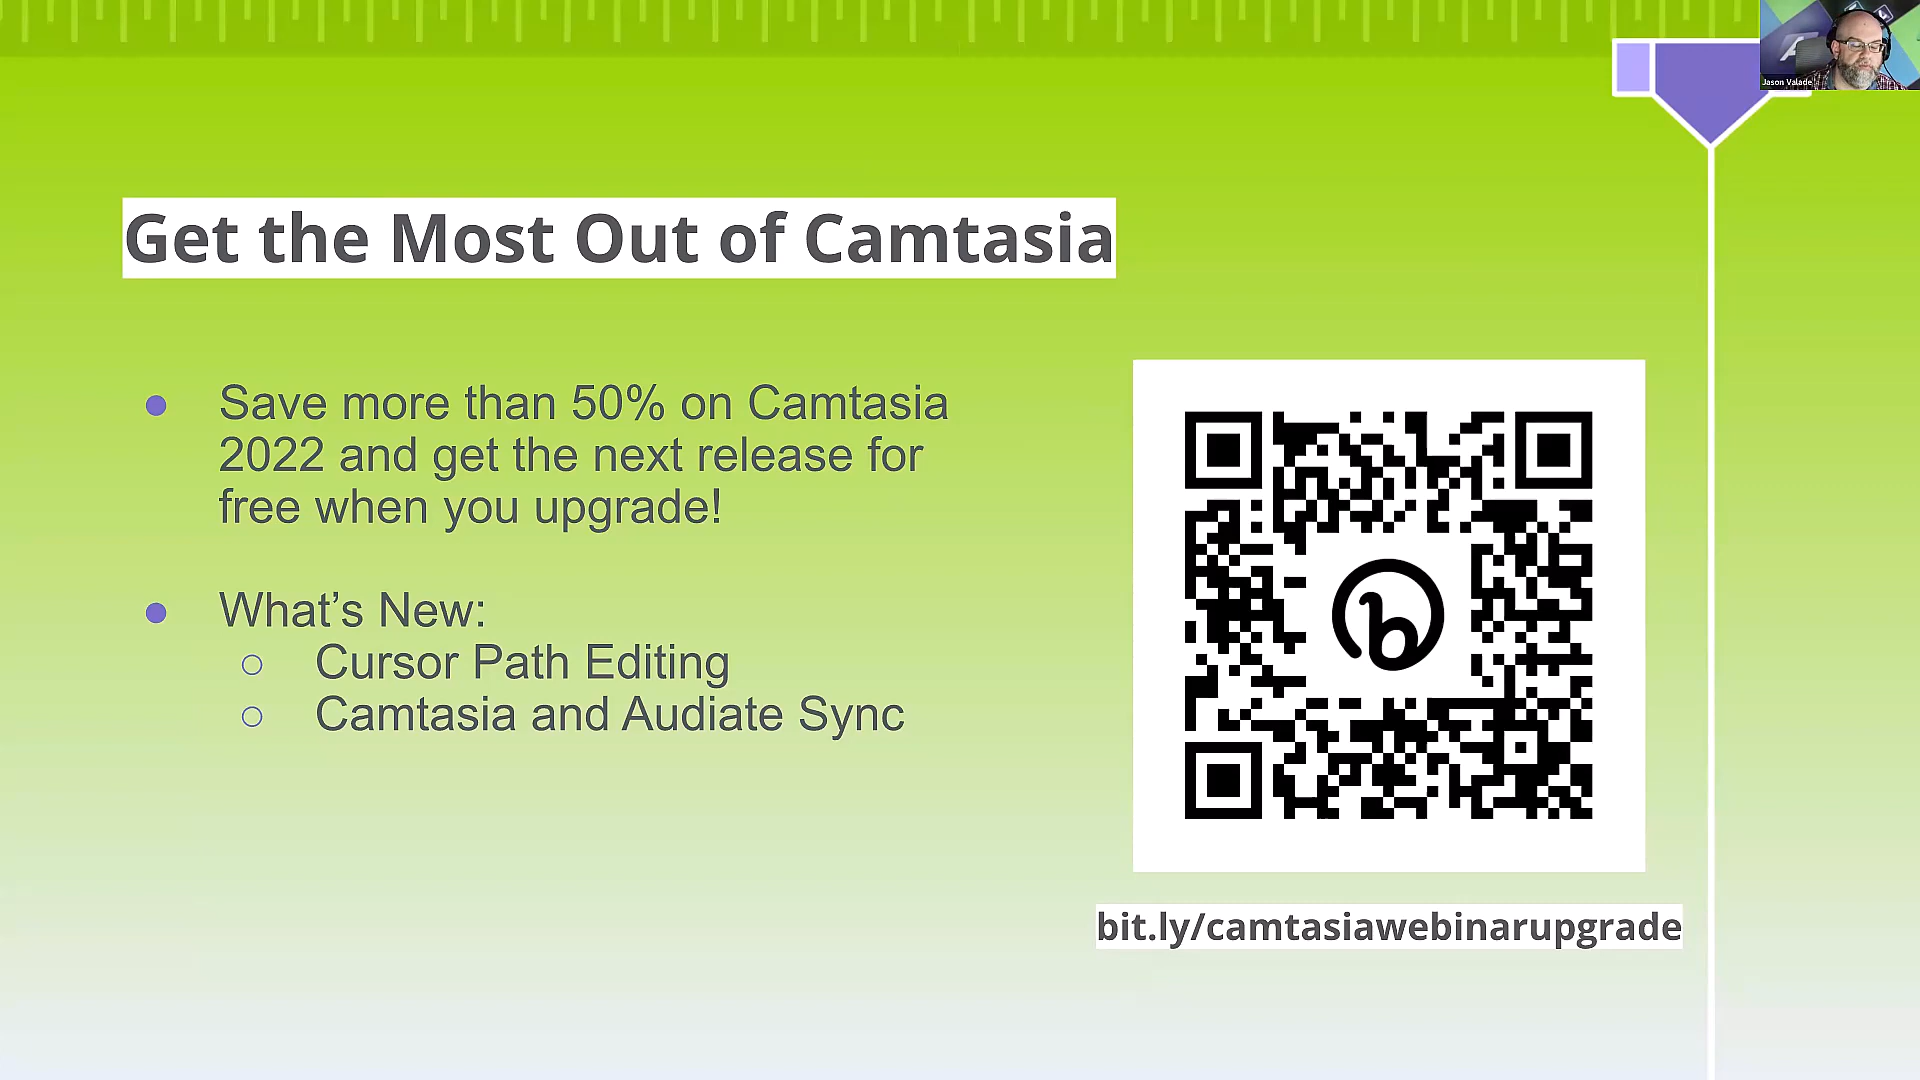 Jason Valade
Get the Most Out of Camtasia
Save more than 50% on Camtasia
2022 and get the next release for
free when you upgrade!
What's New:
Cursor Path Editing
Camtasia and Audiate Sync
b
bit.ly/camtasiawebinarupgrade